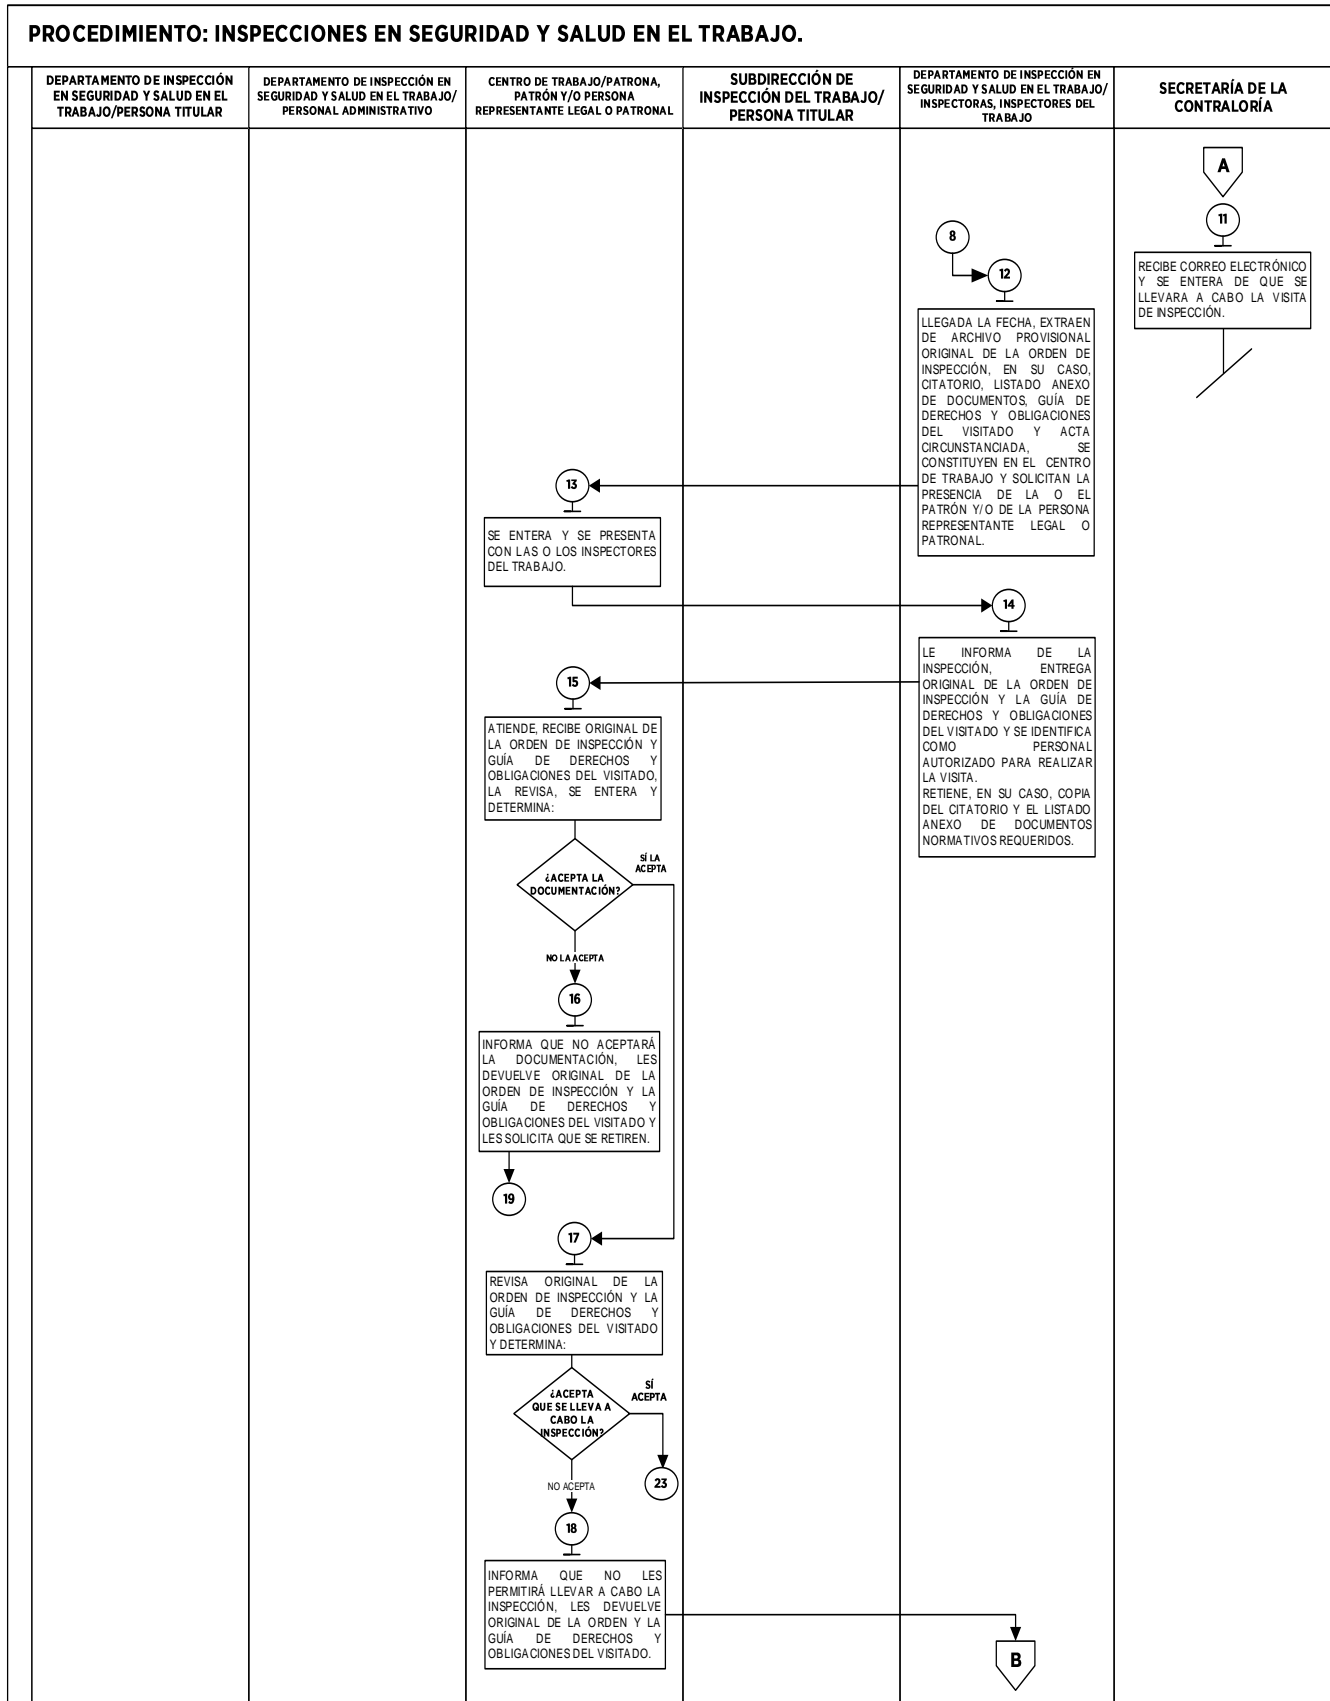 PROCEDIMIENTO: INSPECCIONES EN SEGURIDAD Y SALUD EN EL TRABAJO.
DEPARTAMENTO DE INSPECCIÓN
EN SEGURIDAD Y SALUD EN EL
TRABAJO/PERSONA TITULAR
DEPARTAMENTO DE INSPECCIÓN EN
SEGURIDAD Y SALUD EN EL TRABAJO/
PERSONAL ADMINISTRATIVO
CENTRO DE TRABAJO/PATRONA,
PATRÓN Y/O PERSONA
REPRESENTANTE LEGAL O PATRONAL
SUBDIRECCIÓN DE
INSPECCIÓN DEL TRABAJO/
PERSONA TITULAR
DEPARTAMENTO DE INSPECCIÓN EN
SEGURIDAD Y SALUD EN EL TRABAJO/
INSPECTORAS, INSPECTORES DEL
TRABAJO
SECRETARÍA DE LA
CONTRALORÍA
A
11
RECIBE CORREO ELECTRÓNICO
Y SE ENTERA DE QUE SE
LLEVARA A CABO LA VISITA
DE INSPECCIÓN.
8
12
LLEGADA LA FECHA, EXTRAEN
DE ARCHIVO PROVISIONAL
ORIGINAL DE LA ORDEN DE
INSPECCIÓN, EN SU CASO,
CITATORIO, LISTADO ANEXO
DE DOCUMENTOS, GUÍA DE
DERECHOS Y OBLIGACIONES
DEL VISITADO Y ACTA
CIRCUNSTANCIADA, SE
CONSTITUYEN EN EL CENTRO
DE TRABAJO Y SOLICITAN LA
PRESENCIA DE LA O EL
PATRÓN Y/O DE LA PERSONA
REPRESENTANTE LEGAL O
PATRONAL.
13
SE ENTERA Y SE PRESENTA
CON LAS O LOS INSPECTORES
DEL TRABAJO.
14
LE INFORMA DE LA
INSPECCIÓN, ENTREGA
ORIGINAL DE LA ORDEN DE
INSPECCIÓN Y LA GUÍA DE
DERECHOS Y OBLIGACIONES
DEL VISITADO Y SE IDENTIFICA
COMO PERSONAL
AUTORIZADO PARA REALIZAR
LA VISITA.
RETIENE, EN SU CASO, COPIA
DEL CITATORIO Y EL LISTADO
ANEXO DE DOCUMENTOS
NORMATIVOS REQUERIDOS.
15
ATIENDE, RECIBE ORIGINAL DE
LA ORDEN DE INSPECCIÓN Y
GUÍA DE DERECHOS Y
OBLIGACIONES DEL VISITADO,
LA REVISA, SE ENTERA Y
DETERMINA:
¿ACEPTA LA
DOCUMENTACIÓN?
SÍ LA
ACEPTA
NO LA ACEPTA
16
INFORMA QUE NO ACEPTARÁ
LA DOCUMENTACIÓN, LES
DEVUELVE ORIGINAL DE LA
ORDEN DE INSPECCIÓN Y LA
GUÍA DE DERECHOS Y
OBLIGACIONES DEL VISITADO Y
LES SOLICITA QUE SE RETIREN.
19
17
REVISA ORIGINAL DE LA
ORDEN DE INSPECCIÓN Y LA
GUÍA DE DERECHOS Y
OBLIGACIONES DEL VISITADO
Y DETERMINA:
¿ACEPTA
QUE SE LLEVA A
CABO LA
INSPECCIÓN?
SÍ
ACEPTA
23
NO ACEPTA
18
INFORMA QUE NO LES
PERMITIRÁ LLEVAR A CABO LA
INSPECCIÓN, LES DEVUELVE
ORIGINAL DE LA ORDEN Y LA
GUÍA DE DERECHOS Y
OBLIGACIONES DEL VISITADO.
B